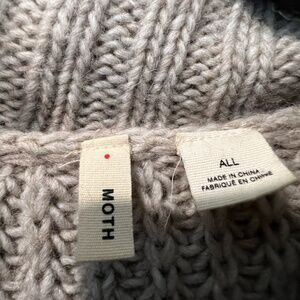 MOTH
ALL
MADE IN CHINA
FABRIQUÉ EN CHINE